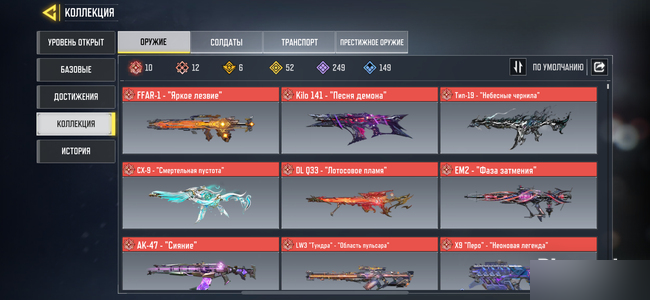 КОЛЛЕКЦИЯ
УРОВЕНЬ ОТКРЫТ
БАЗОВЫЕ
ДОСТИЖЕНИЯ
КОЛЛЕКЦИЯ
ИСТОРИЯ
ОРУЖИЕ СОЛДАТЫ ТРАНСПОРТ ПРЕСТИЖНОЕ ОРУЖИЕ
10 12 6 52 249 149 ПО УМОЛЧАНИЮ
FFAR-1 - "Яркое лезвие" Kilo 141 - "Песня демона" Тип-19 - "Небесные чернила"
CX-9 - "Смертельная пустота" DL Q33 - "Лотосовое пламя" EM2 - "Фаза затмения"
AK-47 - "Сияние" LW3 "Тундра" - "Область пульсара" X9 "Перо" - "Неоновая легенда"